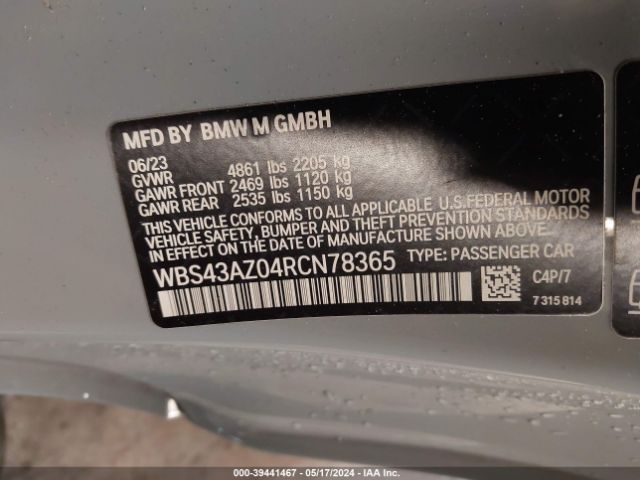 MFD BY BMW M GMBH
06/23
GVWR 4861 lbs 2205 kg
GAWR FRONT 2469 lbs 1120 kg
GAWR REAR 2535 lbs 1150 kg
THIS VEHICLE CONFORMS TO ALL APPLICABLE U.S.FEDERAL MOTOR
VEHICLE SAFETY, BUMPER AND THEFT PREVENTION STANDARDS
IN EFFECT ON THE DATE OF MANUFACTURE SHOWN ABOVE.
WBS43AZ04RCN78365 TYPE: PASSENGER CAR
C4P/7
7 315 814
000-39441467 - 05/17/2024 - IAA Inc.